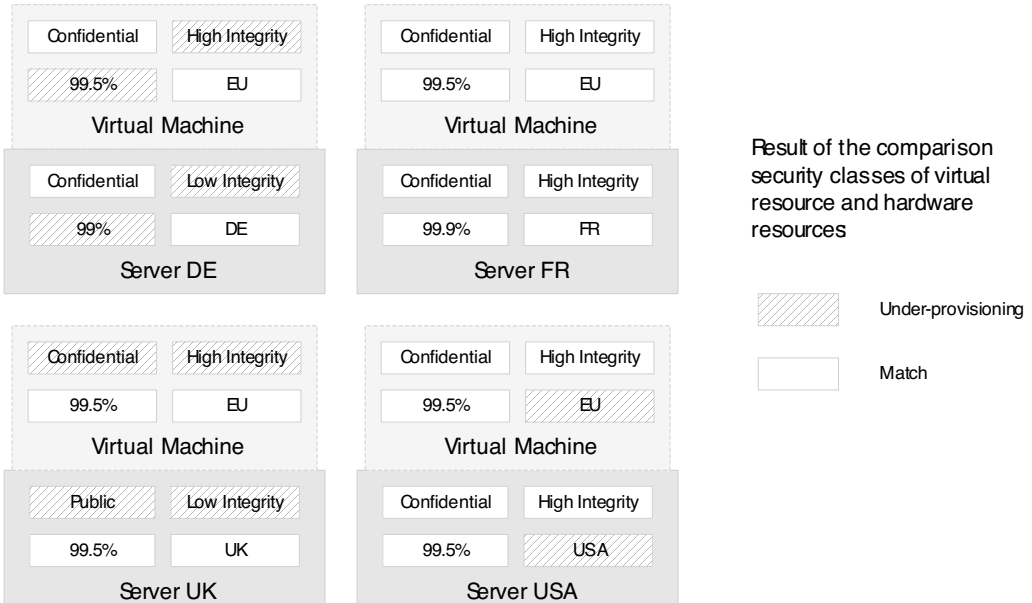 Confidential High Integrity
99.5% EU
Virtual Machine
Confidential Low Integrity
99% DE
Server DE
Confidential High Integrity
99.5% EU
Virtual Machine
Confidential High Integrity
99.9% FR
Server FR
Confidential High Integrity
99.5% EU
Virtual Machine
Public Low Integrity
99.5% UK
Server UK
Confidential High Integrity
99.5% EU
Virtual Machine
Confidential High Integrity
99.5% USA
Server USA
Result of the comparison
security classes of virtual
resource and hardware
resources
Under-provisioning
Match